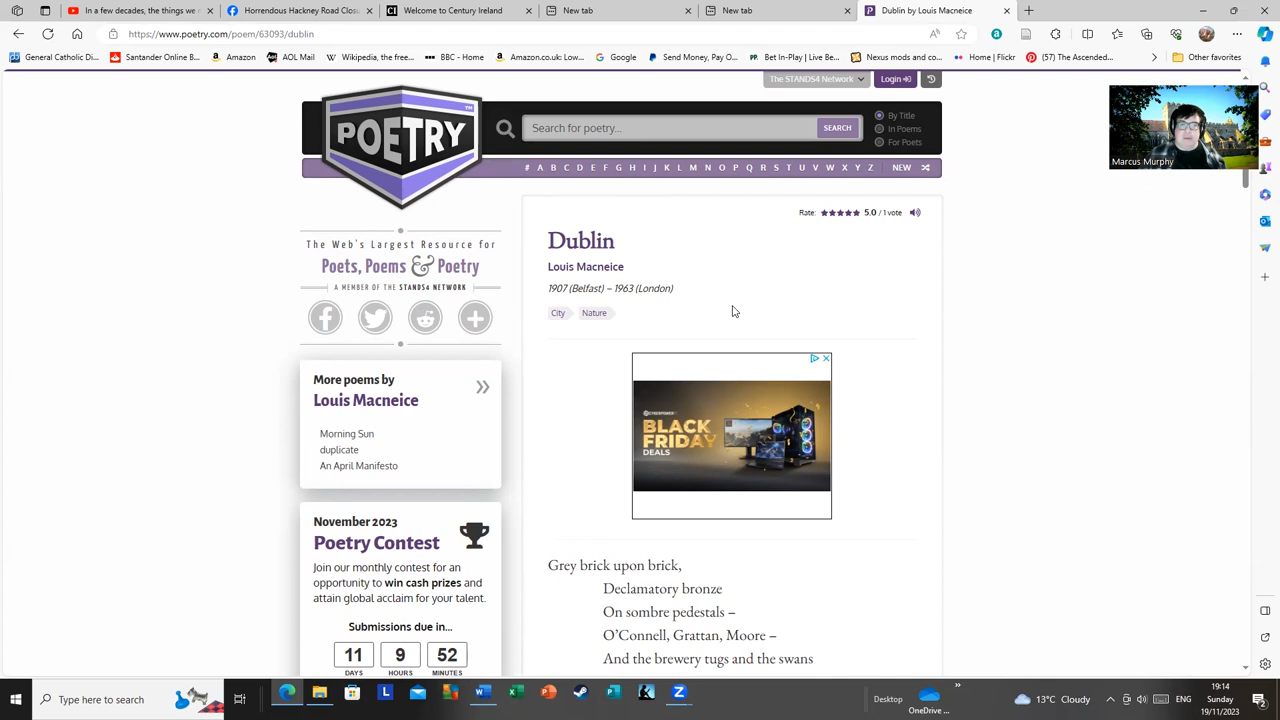 In a few decades, the things we
Horrendous Hackney Road Closu
Welcome to Century Ireland
New tab
New tab
Dublin by Louis Macneice
https://www.poetry.com/poem/63093/dublin
General Catholic Di...
Santander Online B...
Amazon
AOL Mail
Wikipedia, the free...
BBC - Home
Amazon.co.uk: Low...
Google
Send Money, Pay O...
Bet In-Play | Live Be...
Nexus mods and co...
Home | Flickr
(57) The Ascended...
Other favorites
The STANDS4 Network
Login
POETRY
TM
Search for poetry...
SEARCH
By Title
In Poems
For Poets
# A B C D E F G H I J K L M N O P Q R S T U V W X Y Z NEW
Marcus Murphy
The Web's Largest Resource for
Poets, Poems & Poetry
A MEMBER OF THE STANDS4 NETWORK
More poems by
Louis Macneice
Morning Sun
duplicate
An April Manifesto
November 2023
Poetry Contest
Join our monthly contest for an
opportunity to win cash prizes and
attain global acclaim for your talent.
Submissions due in...
11 9 52
DAYS HOURS MINUTES
Rate: 5.0 / 1 vote
Dublin
Louis Macneice
1907 (Belfast) – 1963 (London)
City Nature
CYBERPOWER
BLACK
FRIDAY
DEALS
Grey brick upon brick,
Declamatory bronze
On sombre pedestals –
O'Connell, Grattan, Moore –
And the brewery tugs and the swans
Type here to search
Desktop
OneDrive ...
13°C Cloudy
ENG
19:14
Sunday
19/11/2023